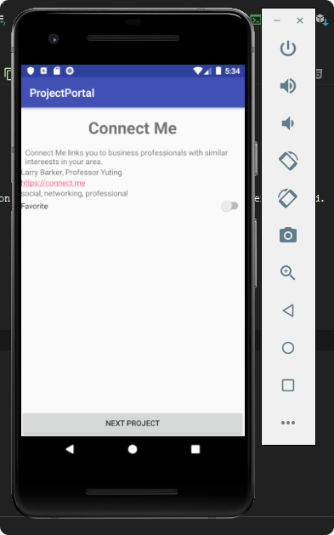 5:34
ProjectPortal
Connect Me
Connect Me links you to business professionals with similar
intereests in your area.
Larry Barker, Professor Yuting
https://connect.me
social, networking, professional
Favorite
NEXT PROJECT
on
d.